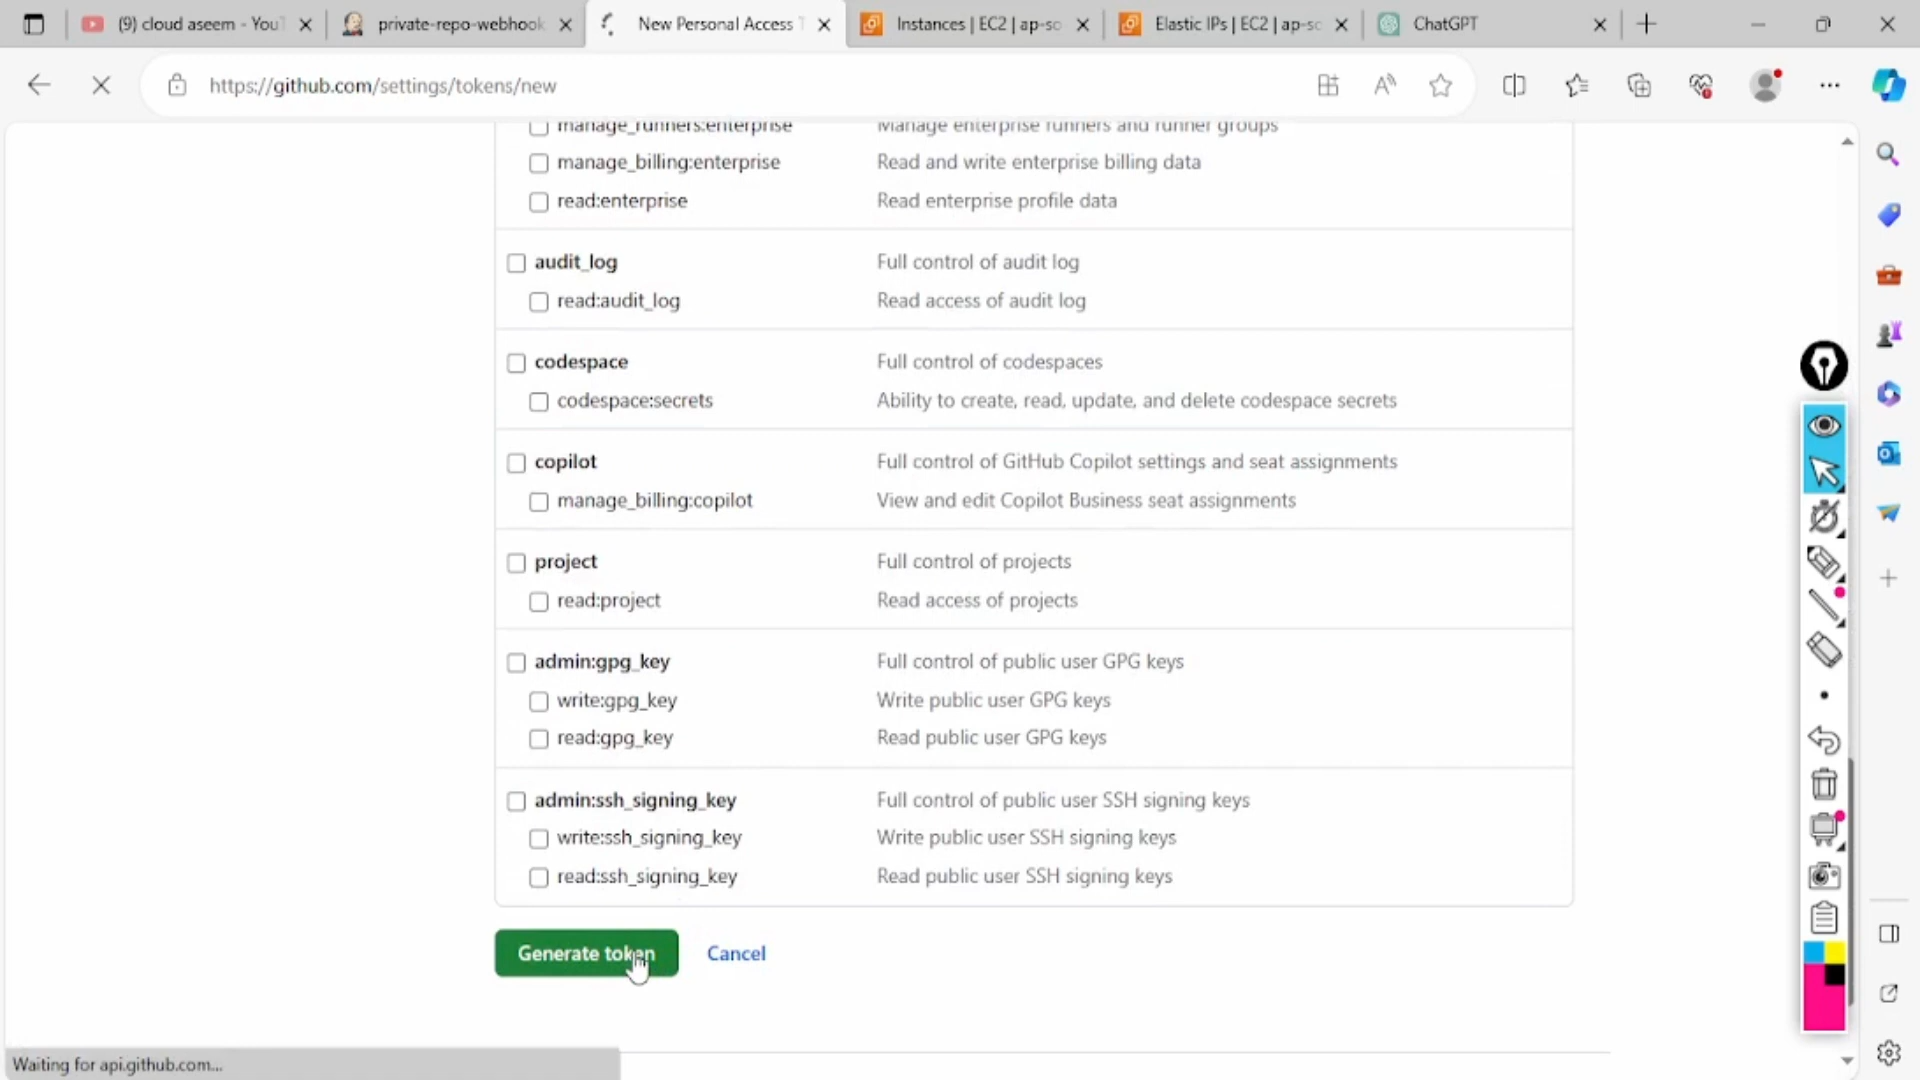 (9) cloud aseem - YouT
private-repo-webhook
New Personal Access T
Instances | EC2 | ap-so
Elastic IPs | EC2 | ap-so
ChatGPT
https://github.com/settings/tokens/new
manage_runners:enterprise Manage enterprise runners and runner groups
manage_billing:enterprise Read and write enterprise billing data
read:enterprise Read enterprise profile data
audit_log Full control of audit log
read:audit_log Read access of audit log
codespace Full control of codespaces
codespace:secrets Ability to create, read, update, and delete codespace secrets
copilot Full control of GitHub Copilot settings and seat assignments
manage_billing:copilot View and edit Copilot Business seat assignments
project Full control of projects
read:project Read access of projects
admin:gpg_key Full control of public user GPG keys
write:gpg_key Write public user GPG keys
read:gpg_key Read public user GPG keys
admin:ssh_signing_key Full control of public user SSH signing keys
write:ssh_signing_key Write public user SSH signing keys
read:ssh_signing_key Read public user SSH signing keys
Generate token Cancel
Waiting for api.github.com...